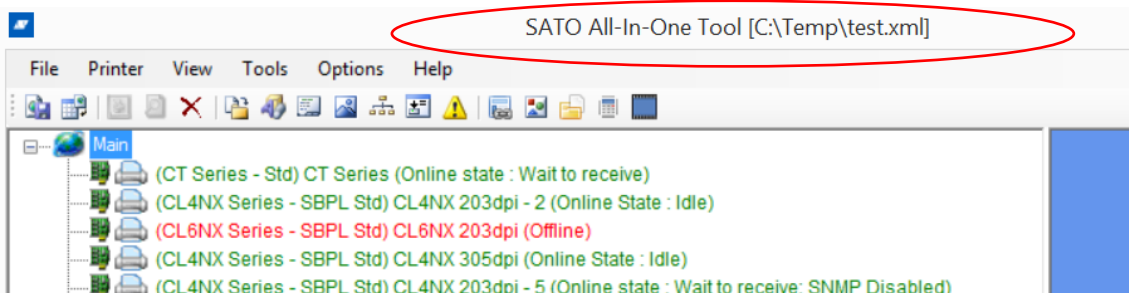 SATO All-In-One Tool [C:\Temp\test.xml]
File Printer View Tools Options Help
Main
(CT Series - Std) CT Series (Online state : Wait to receive)
(CL4NX Series - SBPL Std) CL4NX 203dpi - 2 (Online State : Idle)
(CL6NX Series - SBPL Std) CL6NX 203dpi (Offline)
(CL4NX Series - SBPL Std) CL4NX 305dpi (Online State : Idle)
(CL4NX Series - SBPL Std) CL4NX 203dpi - 5 (Online state : Wait to receive; SNMP Disabled)